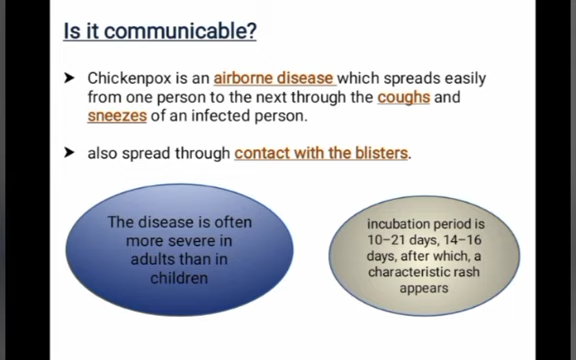 Is it communicable?
➤ Chickenpox is an airborne disease which spreads easily
from one person to the next through the coughs and
sneezes of an infected person.
➤ also spread through contact with the blisters.
The disease is often
more severe in
adults than in
children
incubation period is
10–21 days, 14–16
days, after which, a
characteristic rash
appears